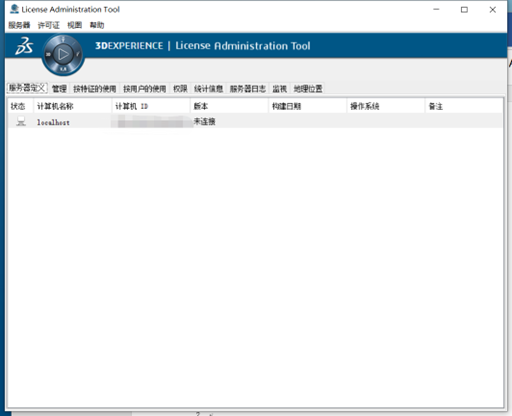 License Administration Tool
服务器 许可证 视图 帮助
3DEXPERIENCE | License Administration Tool
服务器定义 管理 按特征的使用 按用户的使用 权限 统计信息 服务器日志 监视 地理位置
状态 计算机名称 计算机 ID 版本 构建日期 操作系统 备注
localhost 未连接